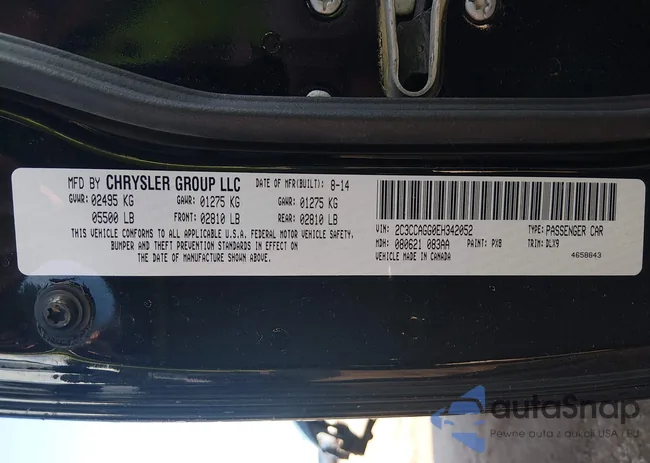 MFD BY CHRYSLER GROUP LLC DATE OF MFR(BUILT): 8-14
GVWR: 02495 KG GAWR: 01275 KG GAWR: 01275 KG
05500 LB FRONT: 02810 LB REAR: 02810 LB
THIS VEHICLE CONFORMS TO ALL APPLICABLE U.S.A. FEDERAL MOTOR VEHICLE SAFETY,
BUMPER AND THEFT PREVENTION STANDARDS IN EFFECT ON
THE DATE OF MANUFACTURE SHOWN ABOVE.
VIN: 2C3CCAGG0EH342052 TYPE: PASSENGER CAR
MDH: 080621 083AA PAINT: PX8 TRIM: DLX9
VEHICLE MADE IN CANADA 4658643
autoSnap
Pewne auta z aukcji USA i EU